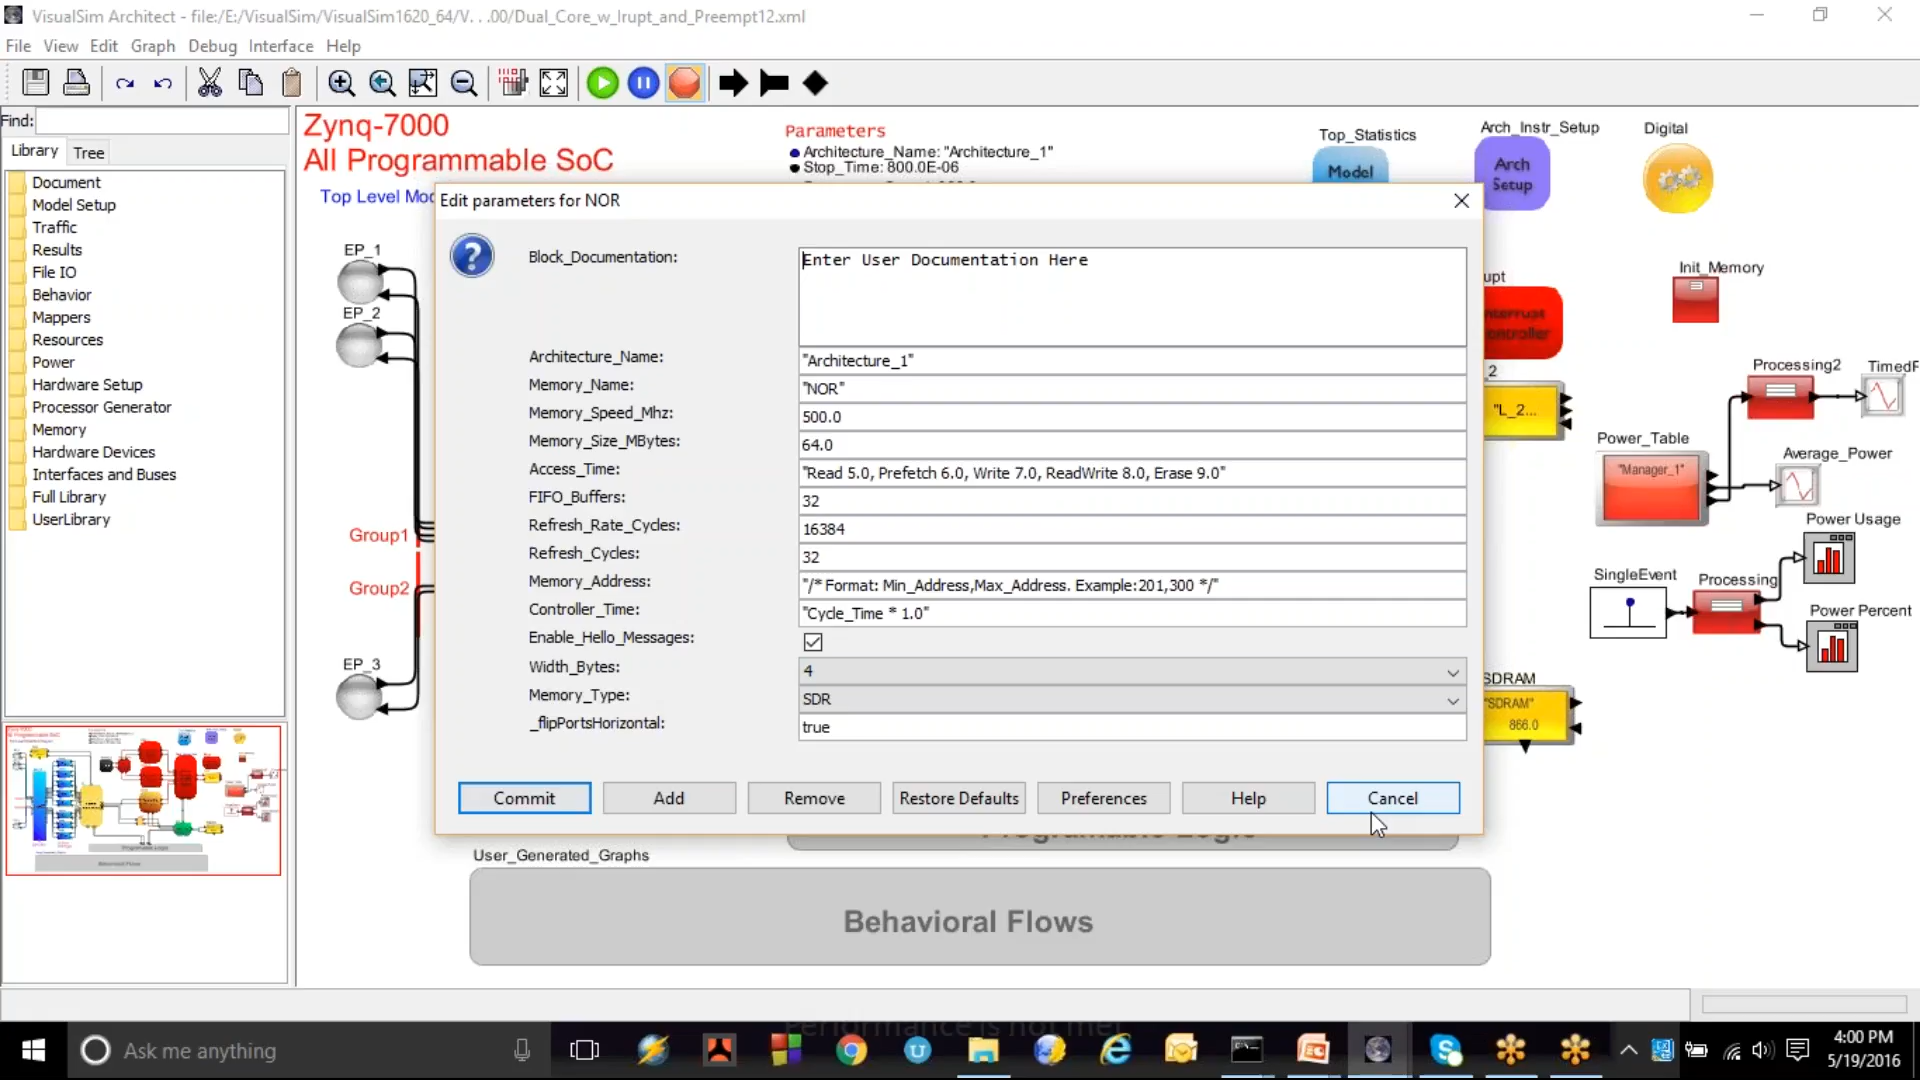 VisualSim Architect - file:/E:/VisualSim/VisualSim1620_64/V. . .00/Dual_Core_w_Irupt_and_Preempt12.xml
File View Edit Graph Debug Interface Help
Find:
Library Tree
Document
Model Setup
Traffic
Results
File IO
Behavior
Mappers
Resources
Power
Hardware Setup
Processor Generator
Memory
Hardware Devices
Interfaces and Buses
Full Library
UserLibrary
Zynq-7000
All Programmable SoC
Top Level Mod
Parameters
Architecture_Name: "Architecture_1"
Stop_Time: 800.0E-06
Top_Statistics
Model
Arch_Instr_Setup
Arch
Setup
Digital
EP_1
EP_2
Group1
Group2
EP_3
Edit parameters for NOR
Block_Documentation: Enter User Documentation Here
Architecture_Name: "Architecture_1"
Memory_Name: "NOR"
Memory_Speed_Mhz: 500.0
Memory_Size_MBytes: 64.0
Access_Time: "Read 5.0, Prefetch 6.0, Write 7.0, ReadWrite 8.0, Erase 9.0"
FIFO_Buffers: 32
Refresh_Rate_Cycles: 16384
Refresh_Cycles: 32
Memory_Address: "/* Format: Min_Address,Max_Address. Example:201,300 */"
Controller_Time: "Cycle_Time * 1.0"
Enable_Hello_Messages:
Width_Bytes: 4
Memory_Type: SDR
_flipPortsHorizontal: true
Commit Add Remove Restore Defaults Preferences Help Cancel
upt
Init_Memory
_2
"L_2...
Processing2
TimedP
Power_Table
"Manager_1"
Average_Power
Power Usage
SingleEvent
Processing
Power Percent
SDRAM
"SDRAM"
866.0
User_Generated_Graphs
Behavioral Flows
Ask me anything
4:00 PM
5/19/2016